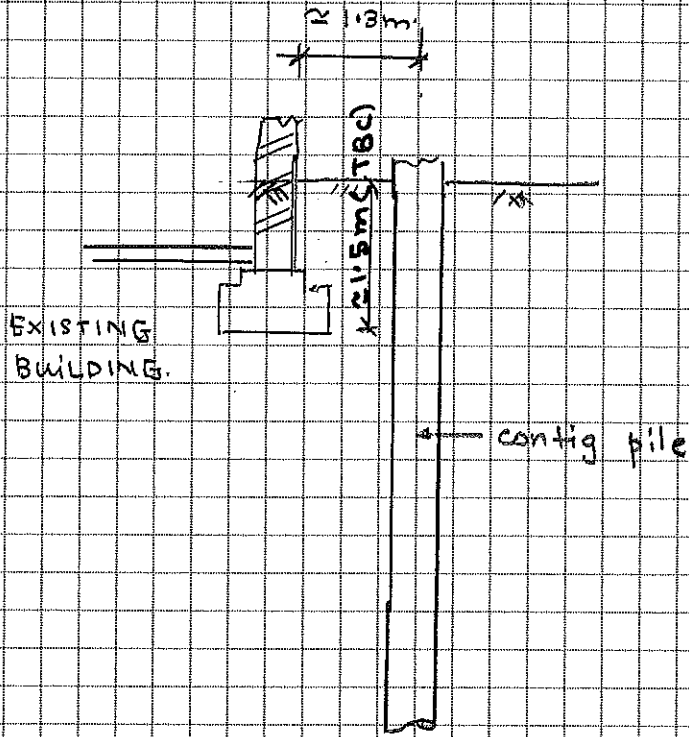 ≃ 1.3m.
≃1.5m(TBC)
EXISTING
BUILDING.
contig pile